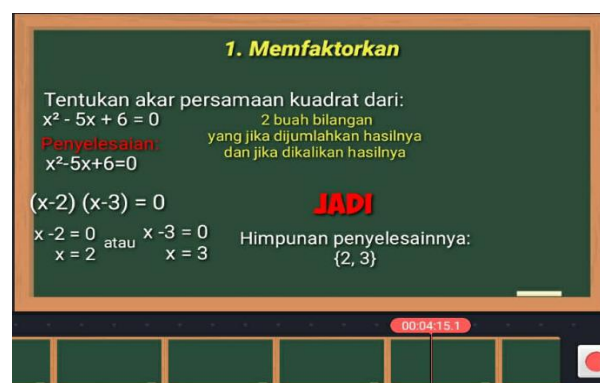 1. Memfaktorkan
Tentukan akar persamaan kuadrat dari:
x² - 5x + 6 = 0
2 buah bilangan
yang jika dijumlahkan hasilnya
dan jika dikalikan hasilnya
Penyelesaian:
x²-5x+6=0
(x-2) (x-3) = 0
x -2 = 0 atau x -3 = 0
x = 2 x = 3
JADI
Himpunan penyelesainnya:
{2, 3}
00:04:15.1